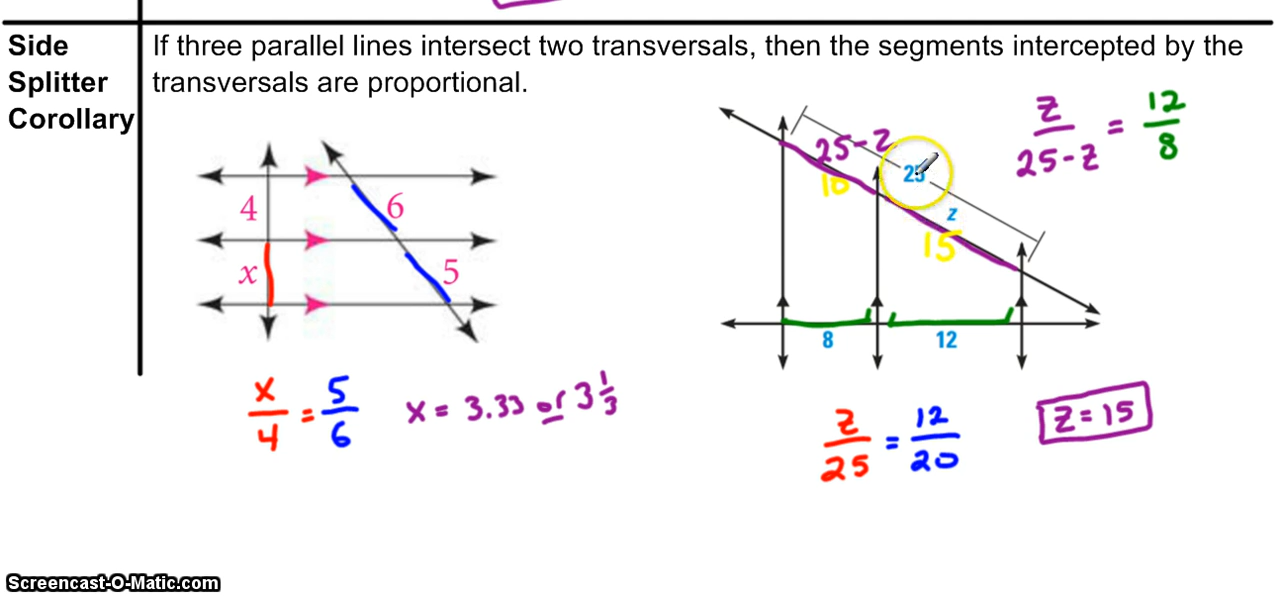 Side
Splitter
Corollary
If three parallel lines intersect two transversals, then the segments intercepted by the
transversals are proportional.
4
x
6
5
x/4 = 5/6
x = 3.33 or 3 1/3
25-z
10
25
z
15
8
12
z/25-z = 12/8
z/25 = 12/20
z = 15
Screencast-O-Matic.com